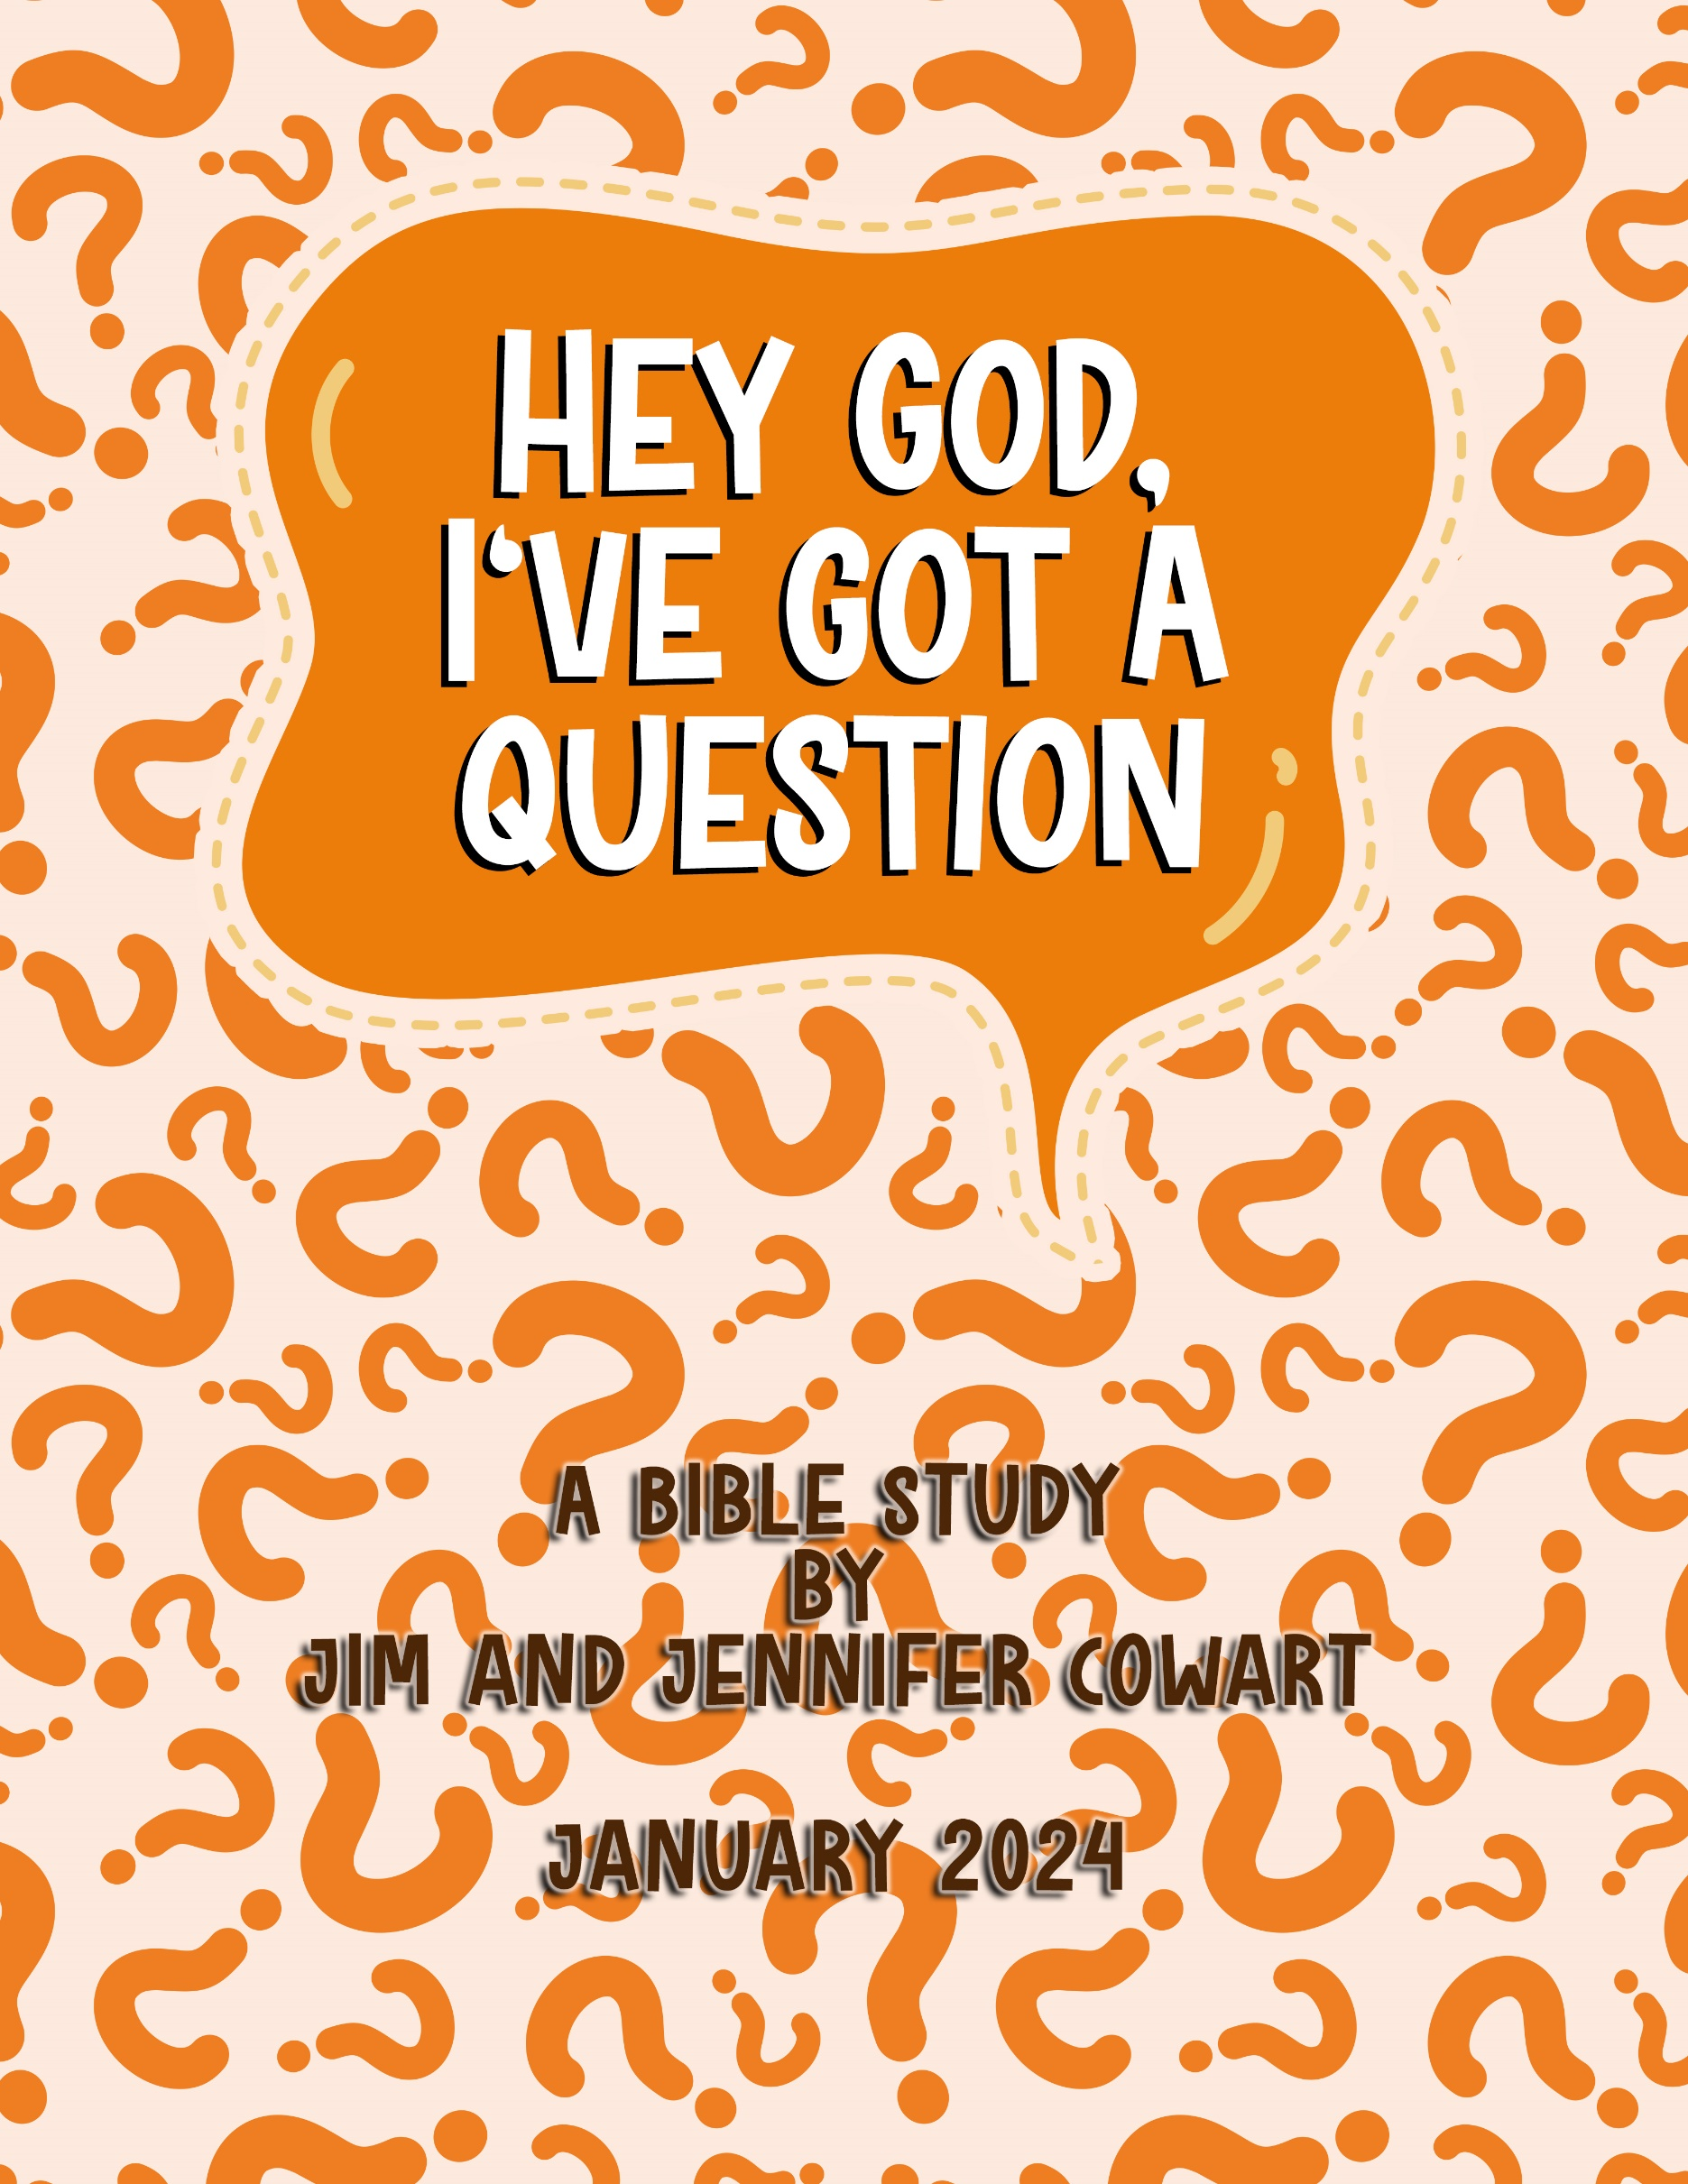 HEY GOD,
I'VE GOT A
QUESTION
A BIBLE STUDY
BY
JIM AND JENNIFER COWART
JANUARY 2024